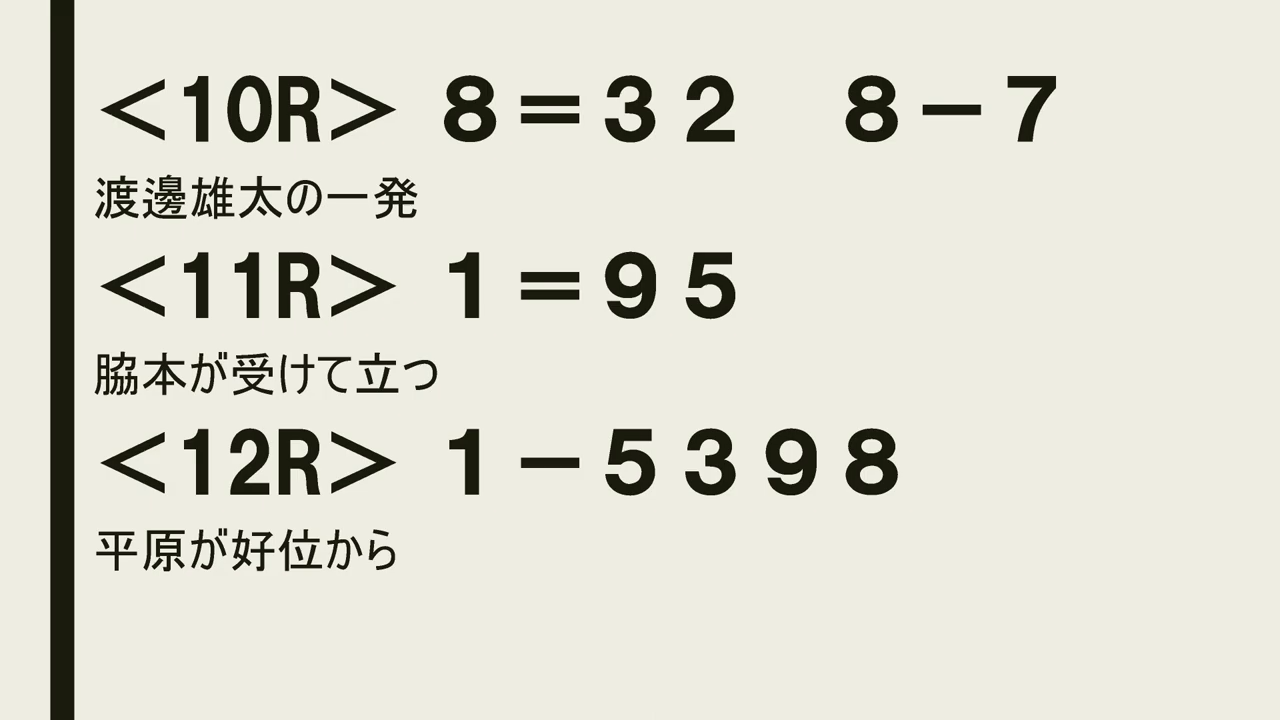 ＜10R＞ ８＝３２　８－７
渡邊雄太の一発
＜11R＞ １＝９５
脇本が受けて立つ
＜12R＞ １－５３９８
平原が好位から